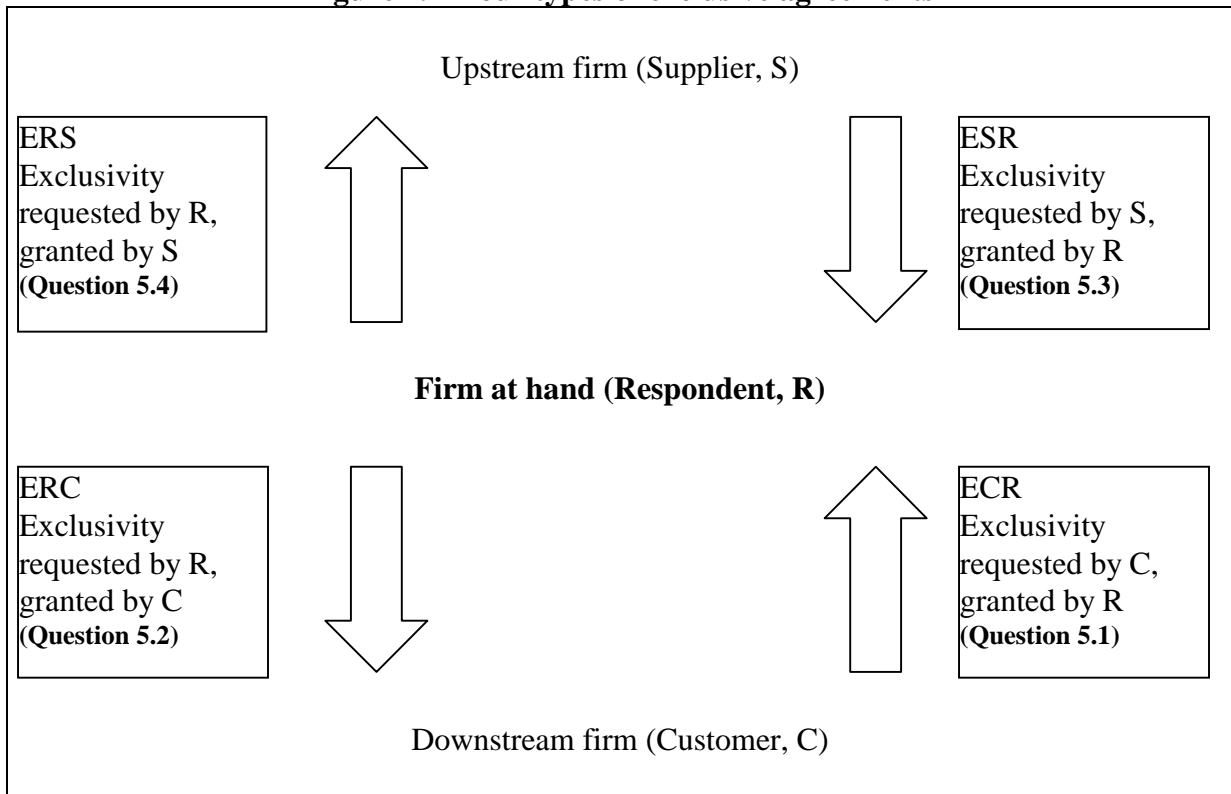 Upstream firm (Supplier, S)
ERS
Exclusivity
requested by R,
granted by S
(Question 5.4)
ESR
Exclusivity
requested by S,
granted by R
(Question 5.3)
Firm at hand (Respondent, R)
ERC
Exclusivity
requested by R,
granted by C
(Question 5.2)
ECR
Exclusivity
requested by C,
granted by R
(Question 5.1)
Downstream firm (Customer, C)